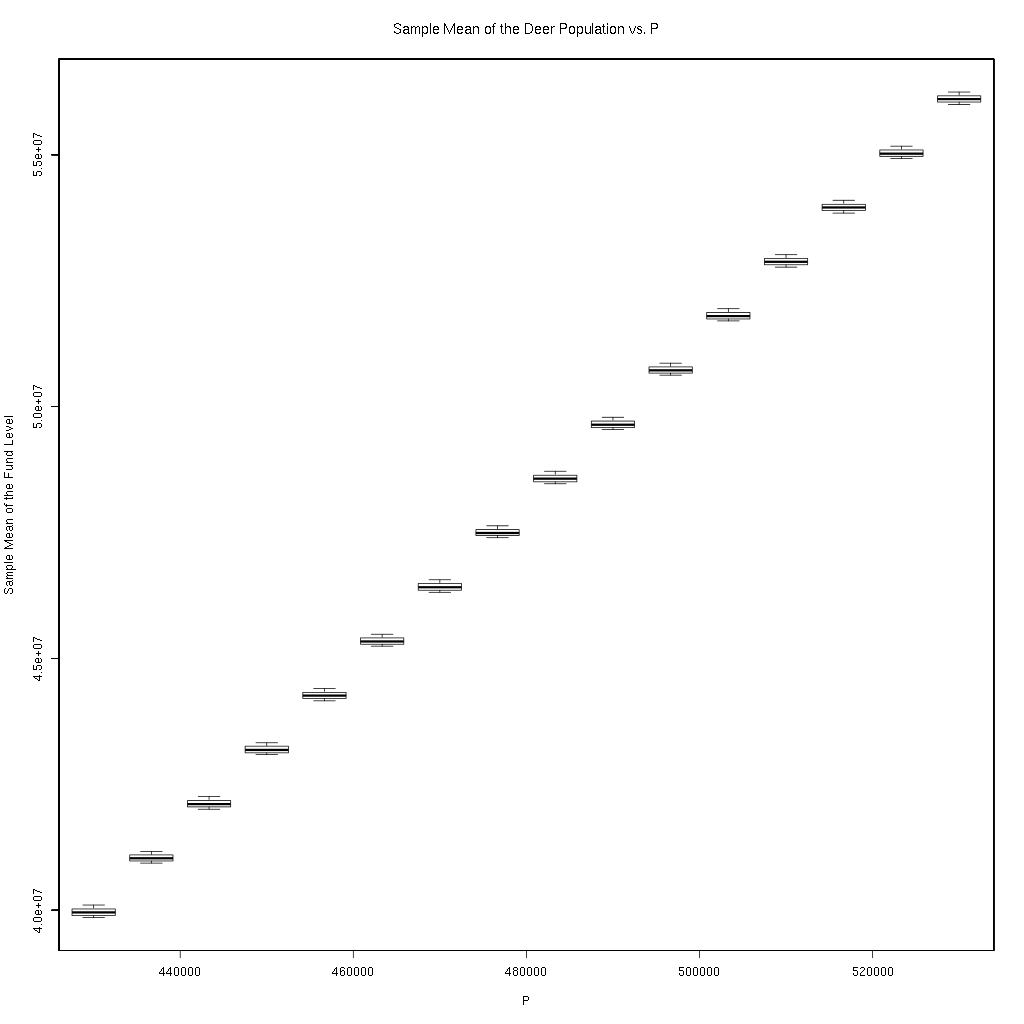 Sample Mean of the Deer Population vs. P
5.5e+07
5.0e+07
4.5e+07
4.0e+07
Sample Mean of the Fund Level
440000
460000
480000
500000
520000
P